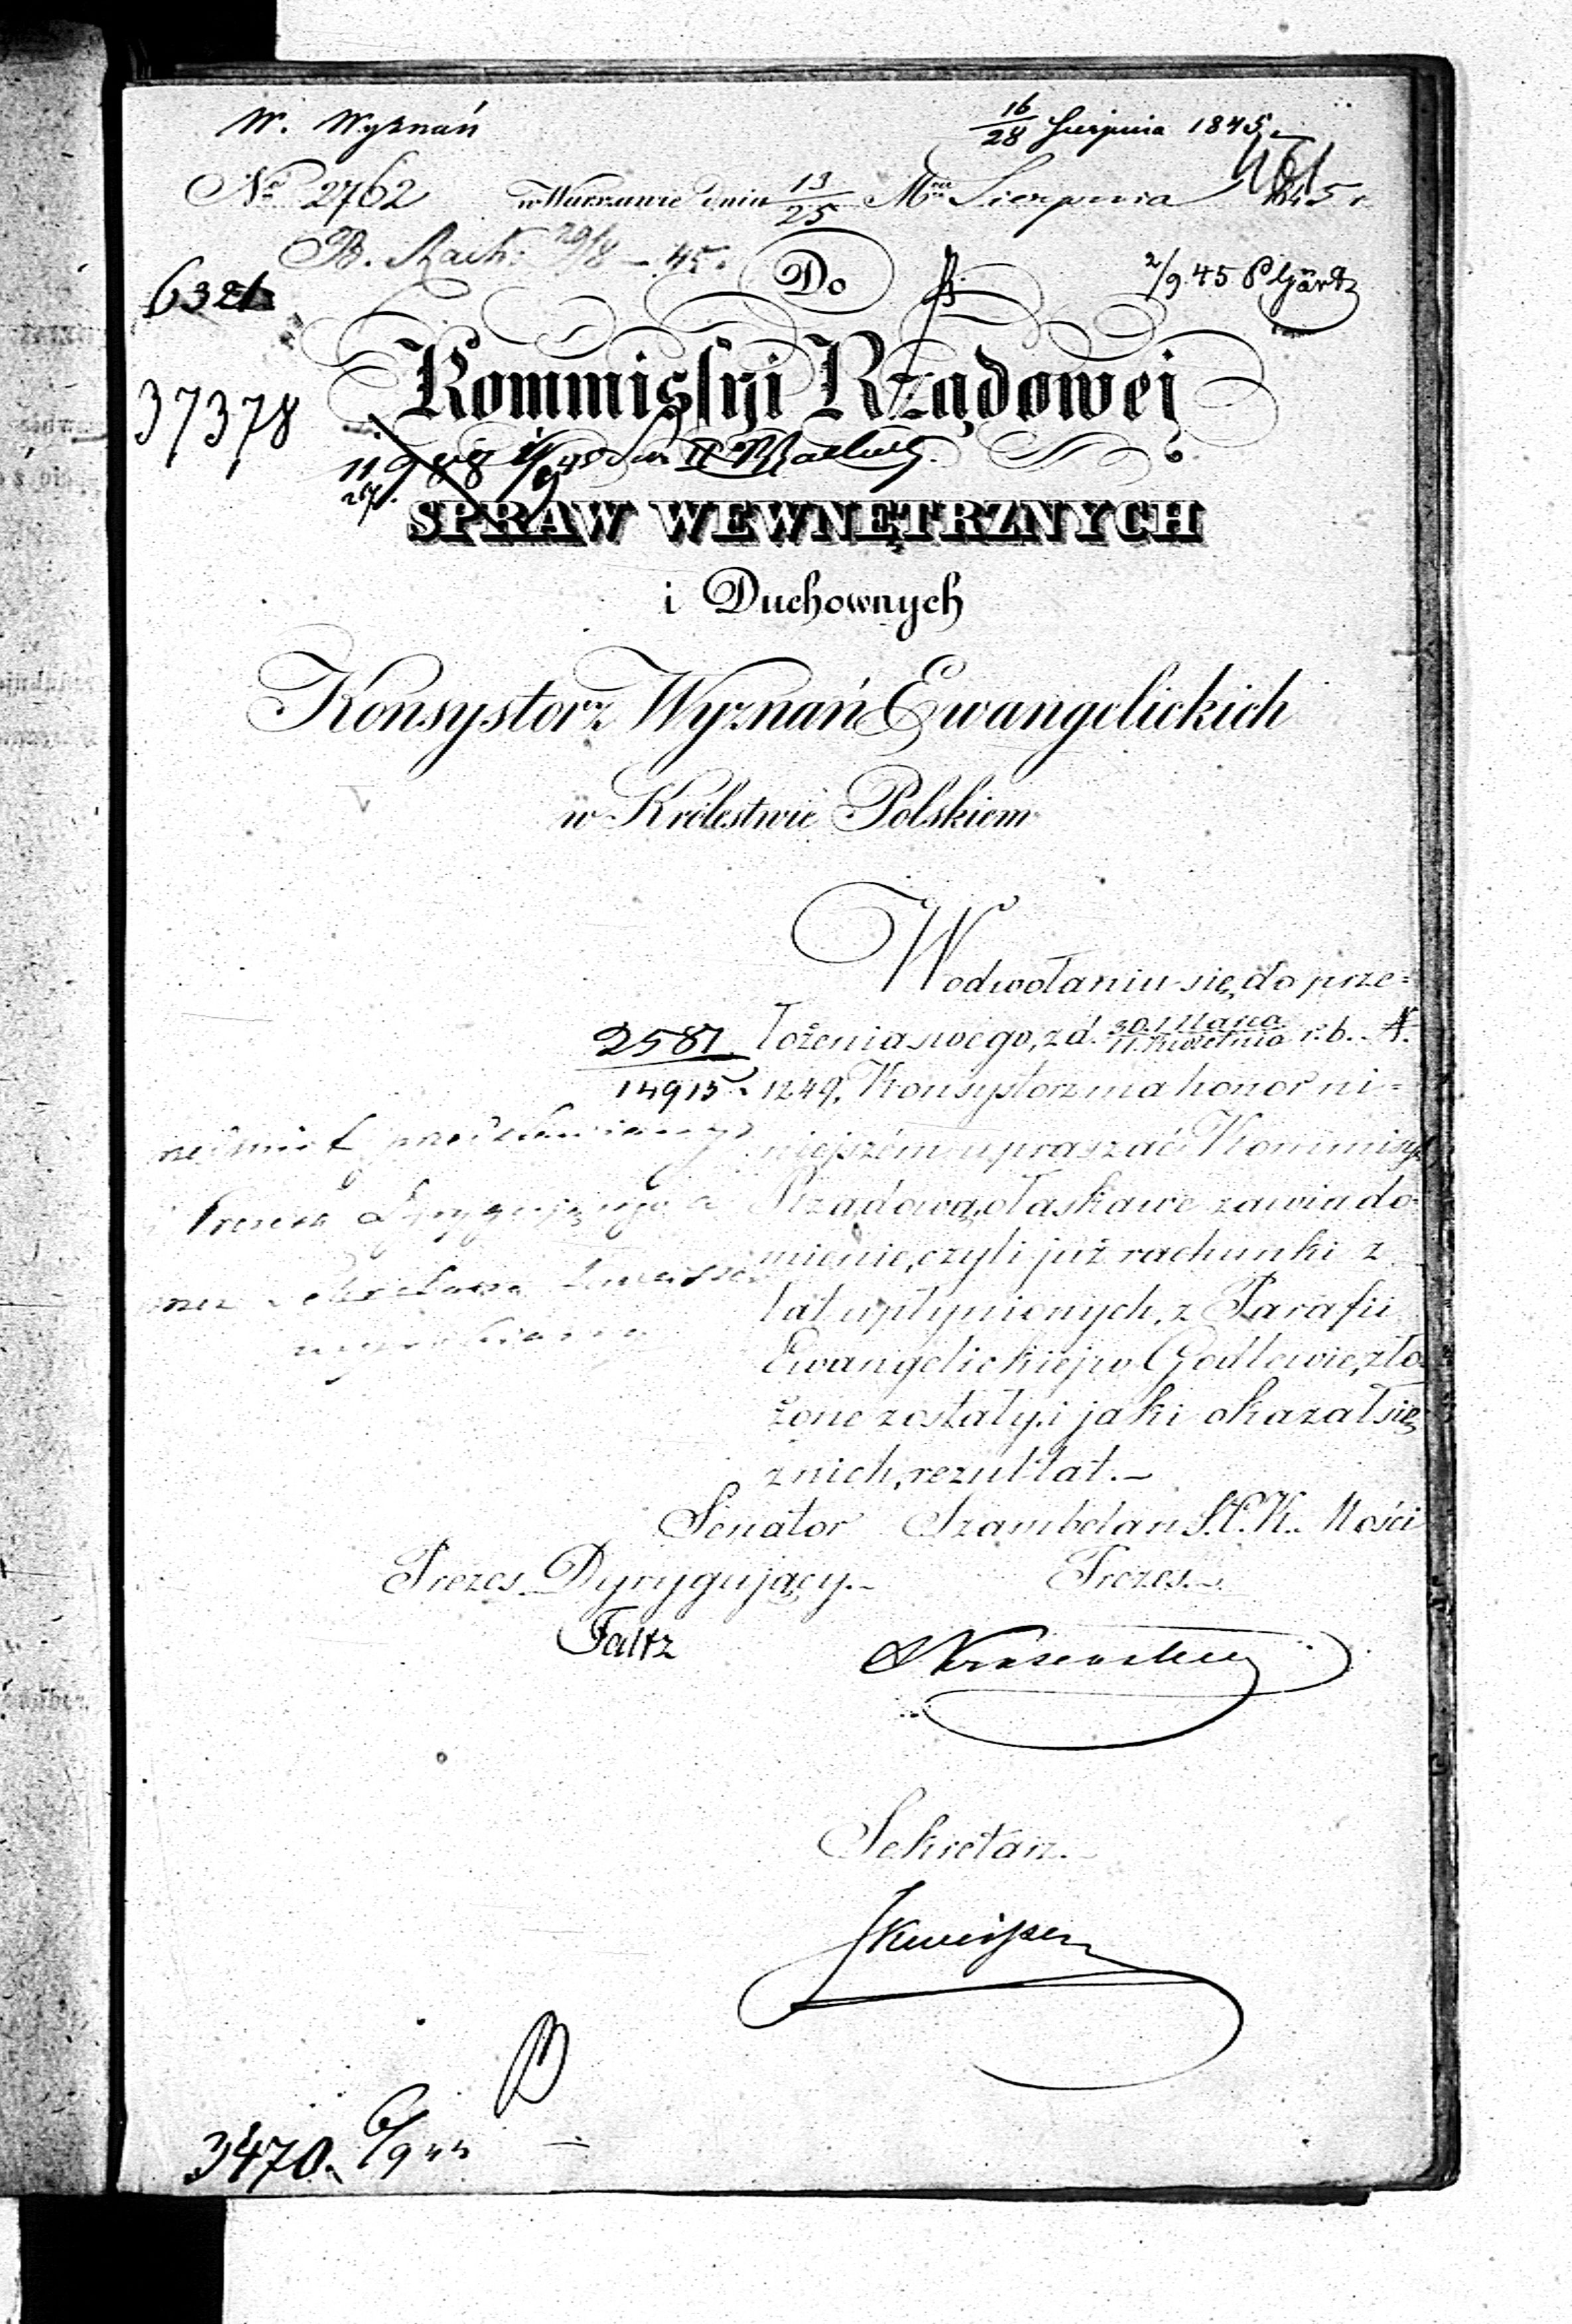 W. Wyznań
16/28 Sierpnia 1845
461
No 2762 w Warszawie dnia 13/25 Mca Sierpnia 1845 r.
B. Rach. 29/8 – 45.
6321
Do
2/9 45 P Gärtz
Kommissyi Rządowej
37378
SPRAW WEWNĘTRZNYCH
i Duchownych
Konsystorz Wyznań Ewangelickich
w Królestwie Polskiem
W odwołaniu się, do prze=
2587
łożenia swego, z d. 30. Marca/11. Kwietnia r. b. N.
14915
1249, Konsystorz ma honor ni=
niejszém upraszać Kommisyą
Rządową, o łaskawe zawiado=
mienie, czyli już rachunki z
lat upłynionych, z Parafii
Ewangelickiej w Godlewie, zło=
żone zostały, i jaki okazał się
z nich, rezultat.–
Senator Szambelan J. C. K. Mości
Prezes Dyrygujący.– Prezes.–
Faltz
Sekretarz.
3470. 6/9 45